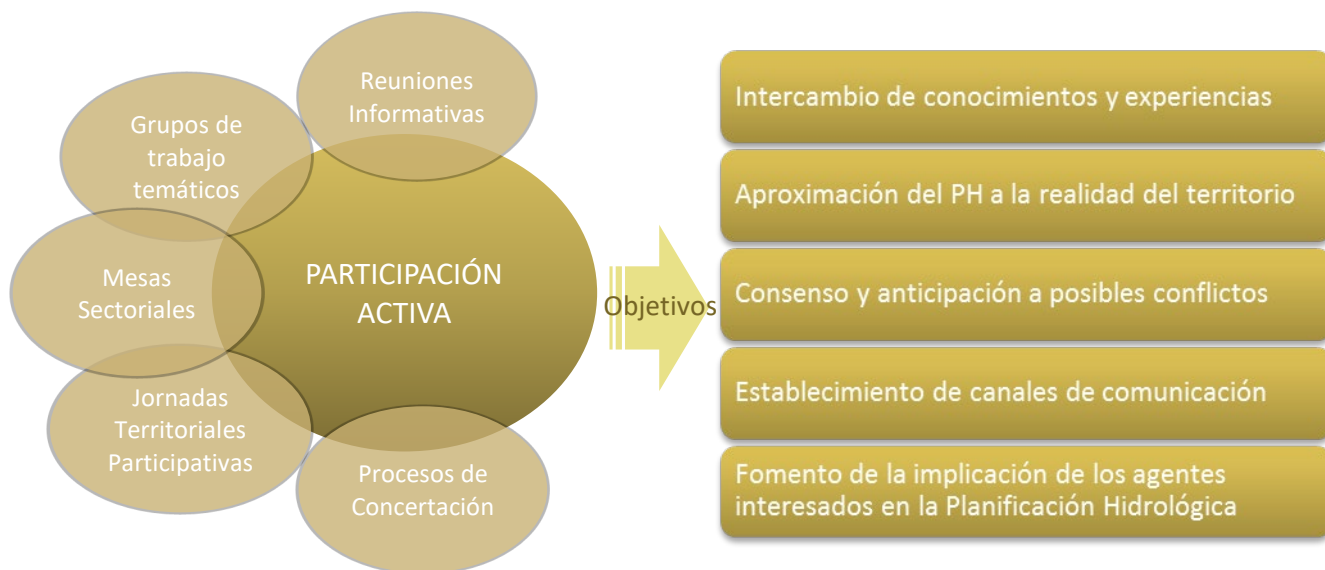 Reuniones
Informativas
Grupos de
trabajo
temáticos
Mesas
Sectoriales
Jornadas
Territoriales
Participativas
Procesos de
Concertación
PARTICIPACIÓN
ACTIVA
Objetivos
Intercambio de conocimientos y experiencias
Aproximación del PH a la realidad del territorio
Consenso y anticipación a posibles conflictos
Establecimiento de canales de comunicación
Fomento de la implicación de los agentes
interesados en la Planificación Hidrológica